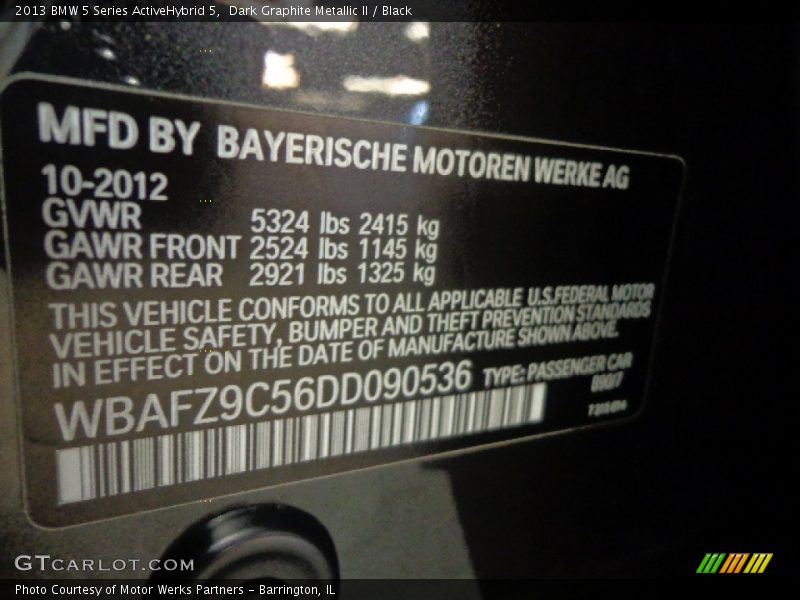 2013 BMW 5 Series ActiveHybrid 5, Dark Graphite Metallic II / Black
MFD BY BAYERISCHE MOTOREN WERKE AG
10-2012
GVWR 5324 lbs 2415 kg
GAWR FRONT 2524 lbs 1145 kg
GAWR REAR 2921 lbs 1325 kg
THIS VEHICLE CONFORMS TO ALL APPLICABLE U.S.FEDERAL MOTOR
VEHICLE SAFETY, BUMPER AND THEFT PREVENTION STANDARDS
IN EFFECT ON THE DATE OF MANUFACTURE SHOWN ABOVE.
WBAFZ9C56DD090536 TYPE: PASSENGER CAR
GTCARLOT.COM
Photo Courtesy of Motor Werks Partners - Barrington, IL